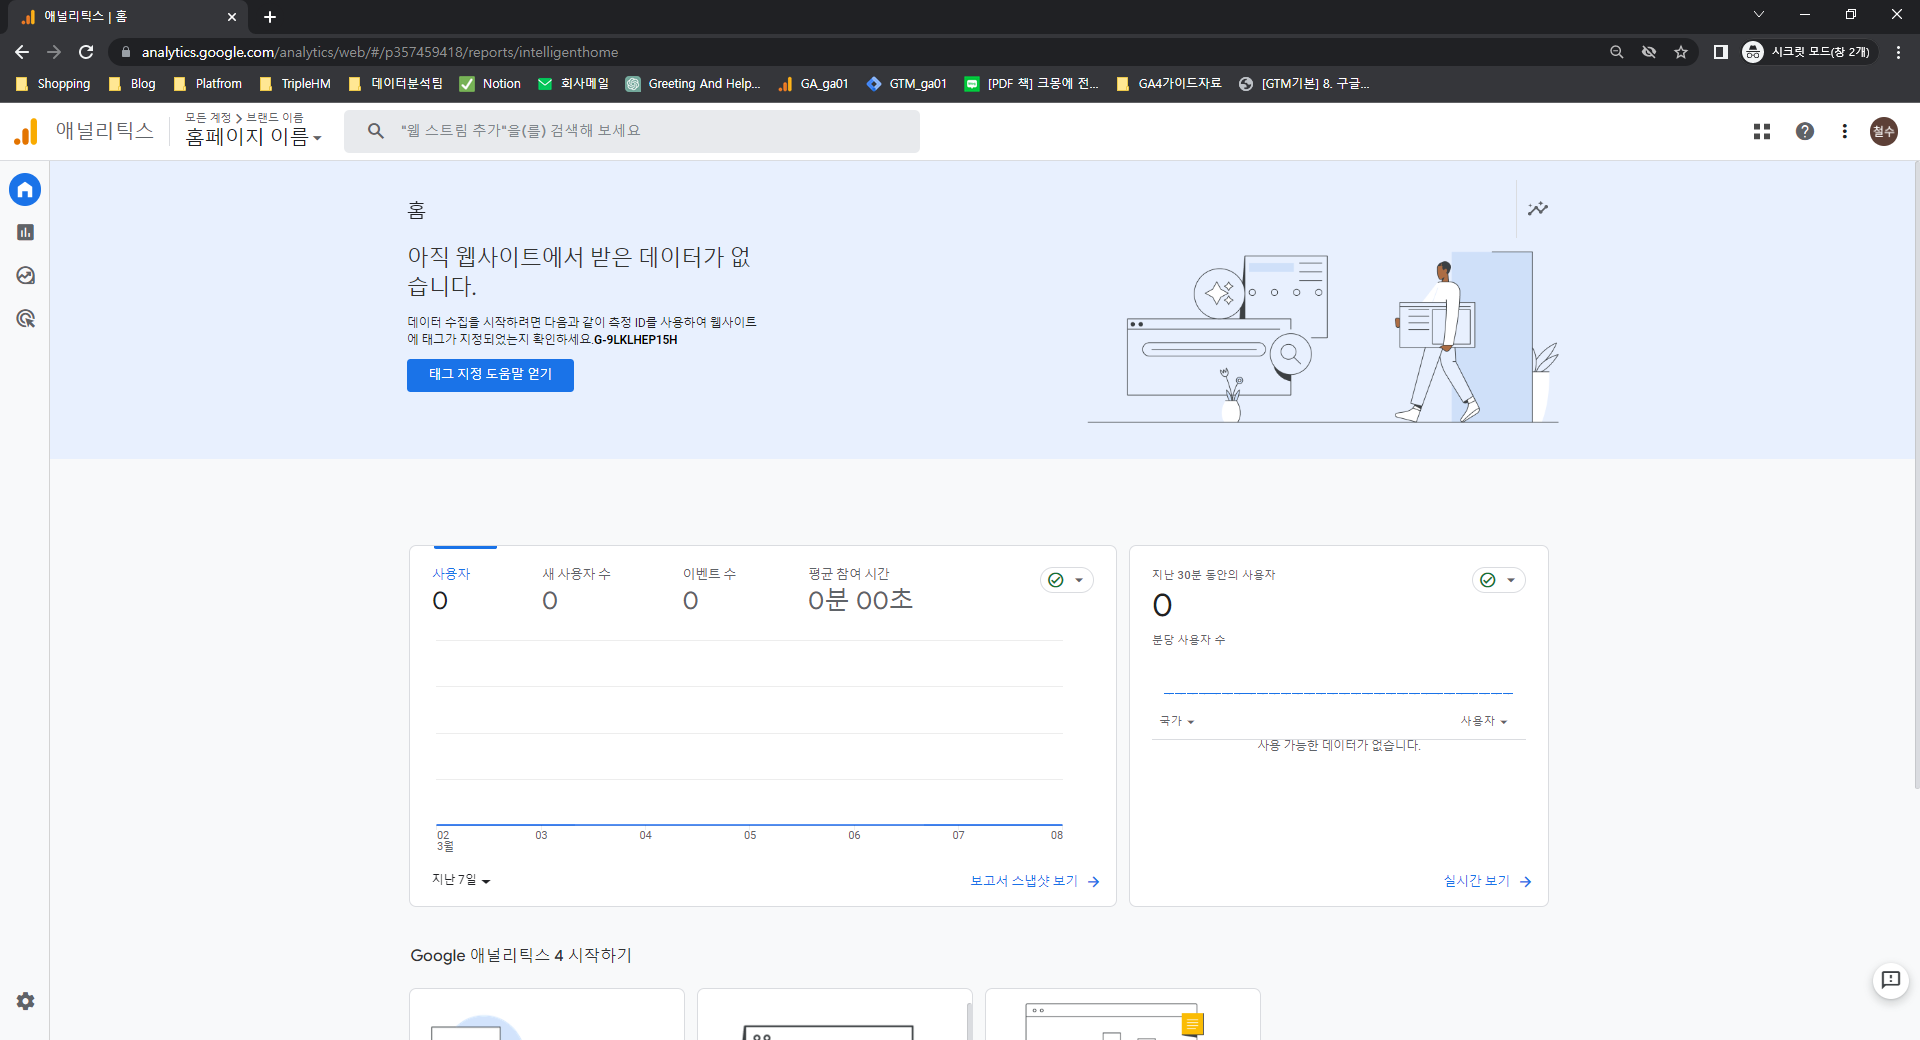 애널리틱스 | 홈
analytics.google.com/analytics/web/#/p357459418/reports/intelligenthome
시크릿 모드(창 2개)
Shopping
Blog
Platfrom
TripleHM
데이터분석팀
Notion
회사메일
Greeting And Help...
GA_ga01
GTM_ga01
[PDF 책] 크몽에 전...
GA4가이드자료
[GTM기본] 8. 구글...
애널리틱스
모든 계정 > 브랜드 이름
홈페이지 이름
"웹 스트림 추가"을(를) 검색해 보세요
철수
홈
아직 웹사이트에서 받은 데이터가 없
습니다.
데이터 수집을 시작하려면 다음과 같이 측정 ID를 사용하여 웹사이트
에 태그가 지정되었는지 확인하세요.G-9LKLHEP15H
태그 지정 도움말 얻기
사용자
0
새 사용자 수
0
이벤트 수
0
평균 참여 시간
0분 00초
02
3월
03
04
05
06
07
08
지난 7일
보고서 스냅샷 보기
지난 30분 동안의 사용자
0
분당 사용자 수
국가
사용자
사용 가능한 데이터가 없습니다.
실시간 보기
Google 애널리틱스 4 시작하기